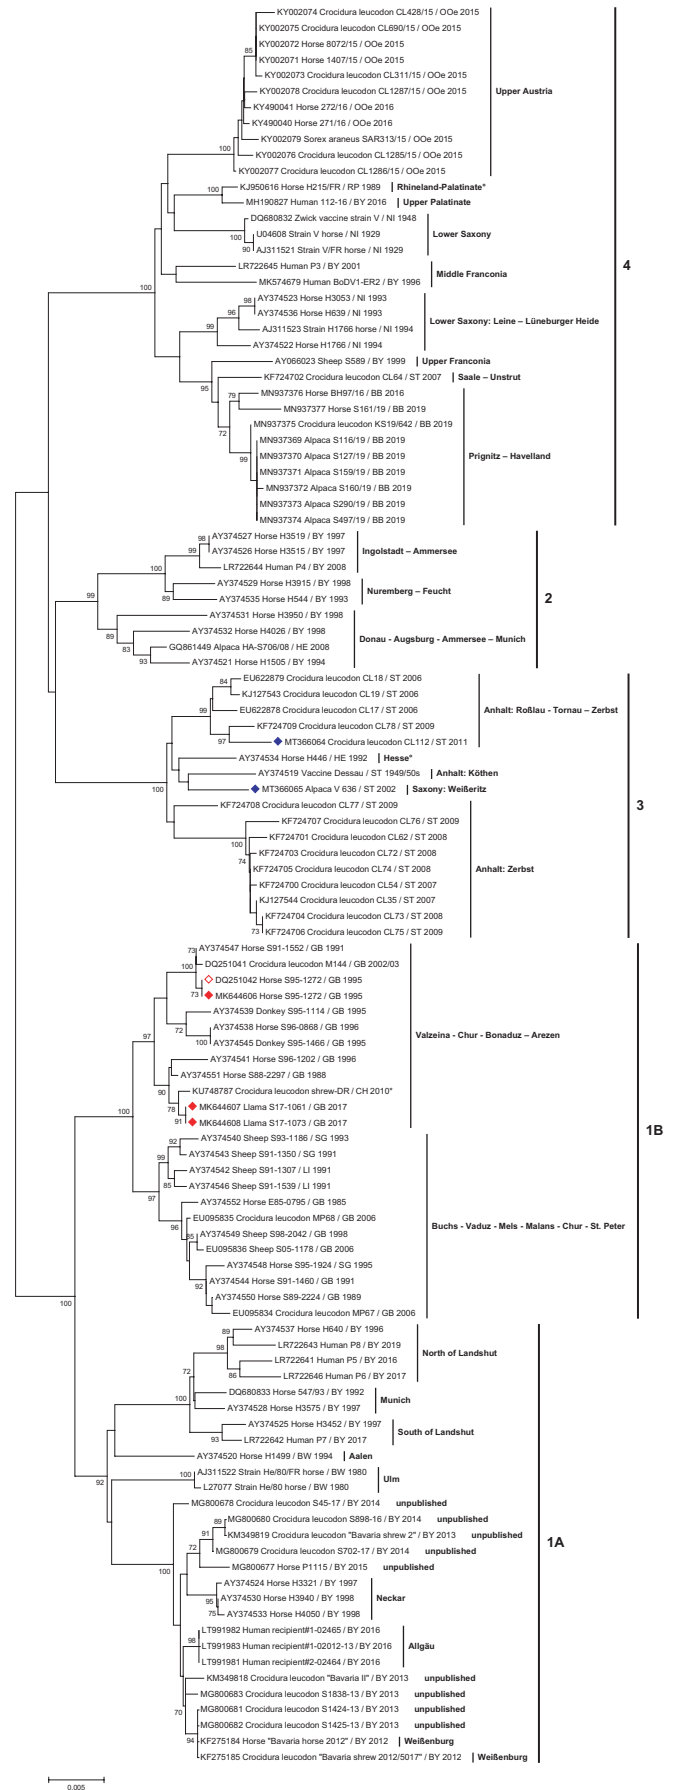 KY002074 Crocidura leucodon CL428/15 / OOe 2015
KY002075 Crocidura leucodon CL690/15 / OOe 2015
KY002072 Horse 8072/15 / OOe 2015
85
KY002071 Horse 1407/15 / OOe 2015
KY002073 Crocidura leucodon CL311/15 / OOe 2015
KY002078 Crocidura leucodon CL1287/15 / OOe 2015
Upper Austria
KY490041 Horse 272/16 / OOe 2016
KY490040 Horse 271/16 / OOe 2016
KY002079 Sorex araneus SAR313/15 / OOe 2015
100
KY002076 Crocidura leucodon CL1285/15 / OOe 2015
KY002077 Crocidura leucodon CL1286/15 / OOe 2015
100
KJ950616 Horse H215/FR / RP 1989
Rhineland-Palatinate*
MH190827 Human 112-16 / BY 2016
Upper Palatinate
DQ680832 Zwick vaccine strain V / NI 1948
100
U04608 Strain V horse / NI 1929
Lower Saxony
90
AJ311521 Strain V/FR horse / NI 1929
4
LR722645 Human P3 / BY 2001
Middle Franconia
100
MK574679 Human BoDV1-ER2 / BY 1996
98
AY374523 Horse H3053 / NI 1993
96
AY374536 Horse H639 / NI 1993
Lower Saxony: Leine – Lüneburger Heide
99
AJ311523 Strain H1766 horse / NI 1994
AY374522 Horse H1766 / NI 1994
AY066023 Sheep S589 / BY 1999
Upper Franconia
95
KF724702 Crocidura leucodon CL64 / ST 2007
Saale – Unstrut
79
MN937376 Horse BH97/16 / BB 2016
MN937377 Horse S161/19 / BB 2019
72
MN937375 Crocidura leucodon KS19/642 / BB 2019
MN937369 Alpaca S116/19 / BB 2019
99
MN937370 Alpaca S127/19 / BB 2019
Prignitz – Havelland
MN937371 Alpaca S159/19 / BB 2019
MN937372 Alpaca S160/19 / BB 2019
MN937373 Alpaca S290/19 / BB 2019
MN937374 Alpaca S497/19 / BB 2019
98
AY374527 Horse H3519 / BY 1997
99
AY374526 Horse H3515 / BY 1997
Ingolstadt – Ammersee
100
LR722644 Human P4 / BY 2008
AY374529 Horse H3915 / BY 1998
Nuremberg – Feucht
89
AY374535 Horse H544 / BY 1993
2
99
AY374531 Horse H3950 / BY 1998
89
AY374532 Horse H4026 / BY 1998
Donau - Augsburg - Ammersee – Munich
83
GQ861449 Alpaca HA-S706/08 / HE 2008
93
AY374521 Horse H1505 / BY 1994
84
EU622879 Crocidura leucodon CL18 / ST 2006
KJ127543 Crocidura leucodon CL19 / ST 2006
99
EU622878 Crocidura leucodon CL17 / ST 2006
Anhalt: Roßlau - Tornau – Zerbst
KF724709 Crocidura leucodon CL78 / ST 2009
97
MT366064 Crocidura leucodon CL112 / ST 2011
AY374534 Horse H446 / HE 1992
Hesse*
100
AY374519 Vaccine Dessau / ST 1949/50s
Anhalt: Köthen
MT366065 Alpaca V 636 / ST 2002
Saxony: Weißeritz
3
KF724708 Crocidura leucodon CL77 / ST 2009
KF724707 Crocidura leucodon CL76 / ST 2009
100
KF724701 Crocidura leucodon CL62 / ST 2008
74
KF724703 Crocidura leucodon CL72 / ST 2008
KF724705 Crocidura leucodon CL74 / ST 2008
Anhalt: Zerbst
KF724700 Crocidura leucodon CL54 / ST 2007
KJ127544 Crocidura leucodon CL35 / ST 2007
KF724704 Crocidura leucodon CL73 / ST 2008
73
KF724706 Crocidura leucodon CL75 / ST 2009
73
AY374547 Horse S91-1552 / GB 1991
100
DQ251041 Crocidura leucodon M144 / GB 2002/03
DQ251042 Horse S95-1272 / GB 1995
73
MK644606 Horse S95-1272 / GB 1995
97
AY374539 Donkey S95-1114 / GB 1995
72
AY374538 Horse S96-0868 / GB 1996
Valzeina - Chur - Bonaduz – Arezen
100
AY374545 Donkey S95-1466 / GB 1995
AY374541 Horse S96-1202 / GB 1996
AY374551 Horse S88-2297 / GB 1988
90
KU748787 Crocidura leucodon shrew-DR / CH 2010*
78
MK644607 Llama S17-1061 / GB 2017
91
MK644608 Llama S17-1073 / GB 2017
100
1B
92
AY374540 Sheep S93-1186 / SG 1993
99
AY374543 Sheep S91-1350 / SG 1991
AY374542 Sheep S91-1307 / LI 1991
85
AY374546 Sheep S91-1539 / LI 1991
97
AY374552 Horse E85-0795 / GB 1985
96
EU095835 Crocidura leucodon MP68 / GB 2006
Buchs - Vaduz - Mels - Malans - Chur - St. Peter
85
AY374549 Sheep S98-2042 / GB 1998
EU095836 Sheep S05-1178 / GB 2006
AY374548 Horse S95-1924 / SG 1995
92
AY374544 Horse S91-1460 / GB 1991
AY374550 Horse S89-2224 / GB 1989
100
EU095834 Crocidura leucodon MP67 / GB 2006
89
AY374537 Horse H640 / BY 1996
98
LR722643 Human P8 / BY 2019
North of Landshut
72
LR722641 Human P5 / BY 2016
86
LR722646 Human P6 / BY 2017
100
DQ680833 Horse 547/93 / BY 1992
Munich
AY374528 Horse H3575 / BY 1997
AY374525 Horse H3452 / BY 1997
South of Landshut
93
LR722642 Human P7 / BY 2017
AY374520 Horse H1499 / BW 1994
Aalen
92
100
AJ311522 Strain He/80/FR horse / BW 1980
Ulm
L27077 Strain He/80 horse / BW 1980
MG800678 Crocidura leucodon S45-17 / BY 2014 unpublished
89
MG800680 Crocidura leucodon S898-16 / BY 2014 unpublished
91
KM349819 Crocidura leucodon "Bavaria shrew 2" / BY 2013 unpublished
1A
72
MG800679 Crocidura leucodon S702-17 / BY 2014 unpublished
100
MG800677 Horse P1115 / BY 2015 unpublished
AY374524 Horse H3321 / BY 1997
95
AY374530 Horse H3940 / BY 1998
Neckar
75
AY374533 Horse H4050 / BY 1998
LT991982 Human recipient#1-02465 / BY 2016
98
LT991983 Human recipient#1-02012-13 / BY 2016
Allgäu
LT991981 Human recipient#2-02464 / BY 2016
KM349818 Crocidura leucodon "Bavaria II" / BY 2013 unpublished
MG800683 Crocidura leucodon S1838-13 / BY 2013 unpublished
70
MG800681 Crocidura leucodon S1424-13 / BY 2013 unpublished
MG800682 Crocidura leucodon S1425-13 / BY 2013 unpublished
94
KF275184 Horse "Bavaria horse 2012" / BY 2012
Weißenburg
KF275185 Crocidura leucodon "Bavaria shrew 2012/5017" / BY 2012
Weißenburg
0.005